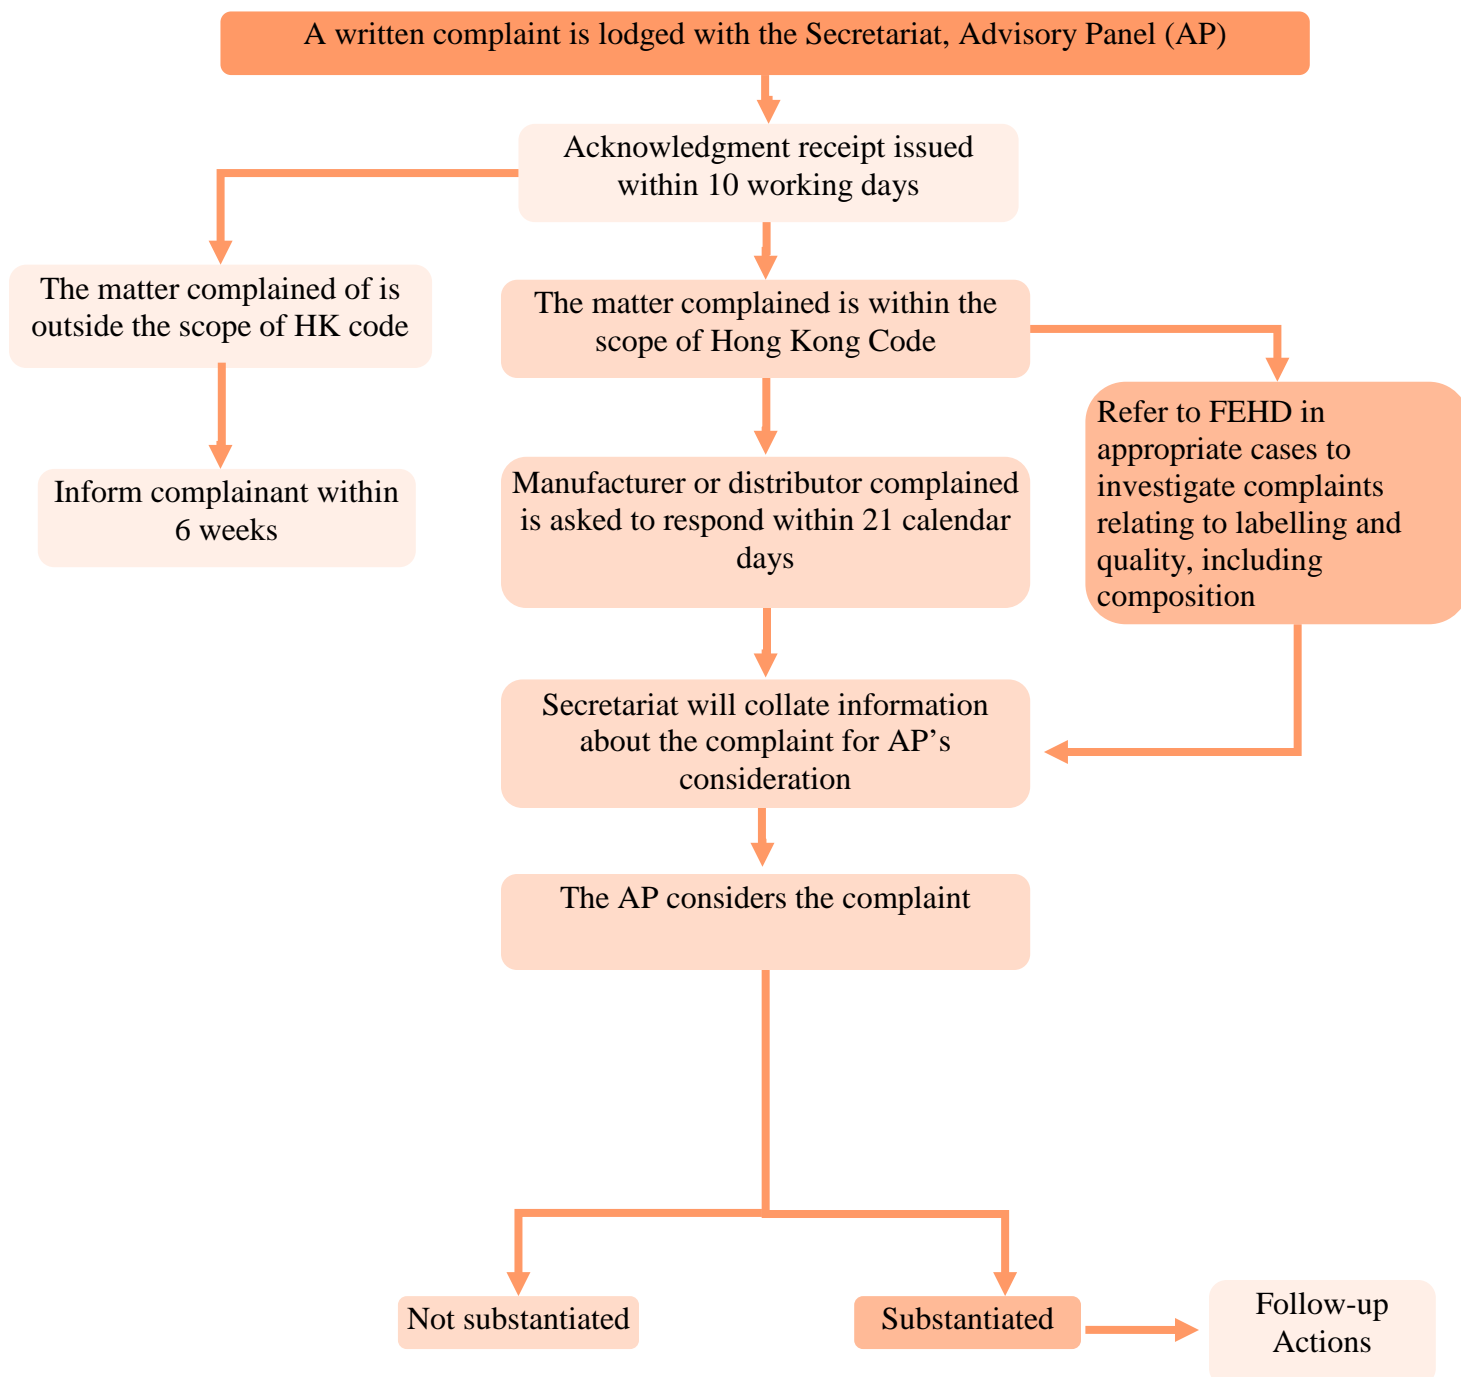 A written complaint is lodged with the Secretariat, Advisory Panel (AP)
Acknowledgment receipt issued
within 10 working days
The matter complained of is
outside the scope of HK code
The matter complained is within the
scope of Hong Kong Code
Inform complainant within
6 weeks
Manufacturer or distributor complained
is asked to respond within 21 calendar
days
Refer to FEHD in
appropriate cases to
investigate complaints
relating to labelling and
quality, including
composition
Secretariat will collate information
about the complaint for AP’s
consideration
The AP considers the complaint
Not substantiated
Substantiated
Follow-up
Actions